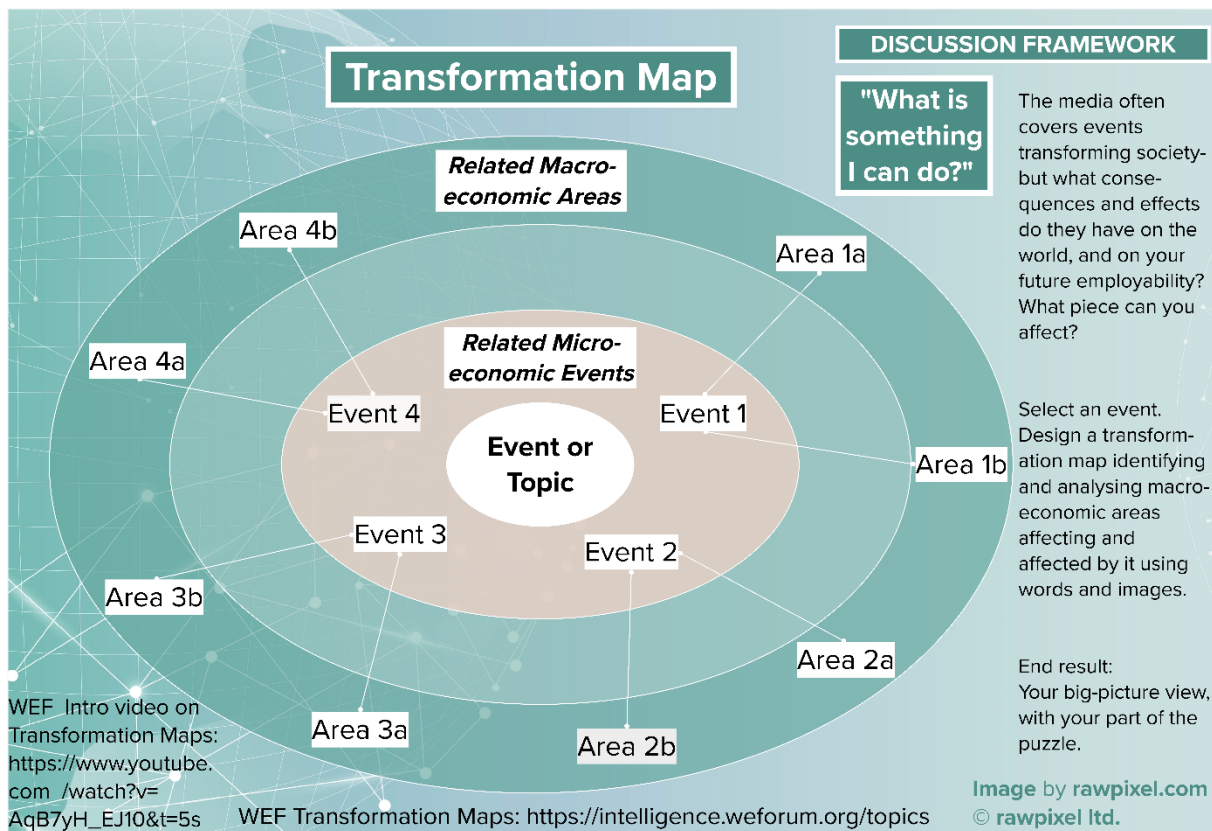 Transformation Map
DISCUSSION FRAMEWORK
"What is
something
I can do?"
The media often
covers events
transforming society-
but what conse-
quences and effects
do they have on the
world, and on your
future employability?
What piece can you
affect?
Select an event.
Design a transform-
ation map identifying
and analysing macro-
economic areas
affecting and
affected by it using
words and images.
End result:
Your big-picture view,
with your part of the
puzzle.
Related Macro-
economic Areas
Area 4b
Area 1a
Related Micro-
economic Events
Area 4a
Event 4
Event 1
Event or
Topic
Area 1b
Event 3
Event 2
Area 3b
Area 2a
Area 3a
Area 2b
WEF Intro video on
Transformation Maps:
https://www.youtube.
com /watch?v=
AqB7yH_EJ10&t=5s
WEF Transformation Maps: https://intelligence.weforum.org/topics
Image by rawpixel.com
© rawpixel ltd.